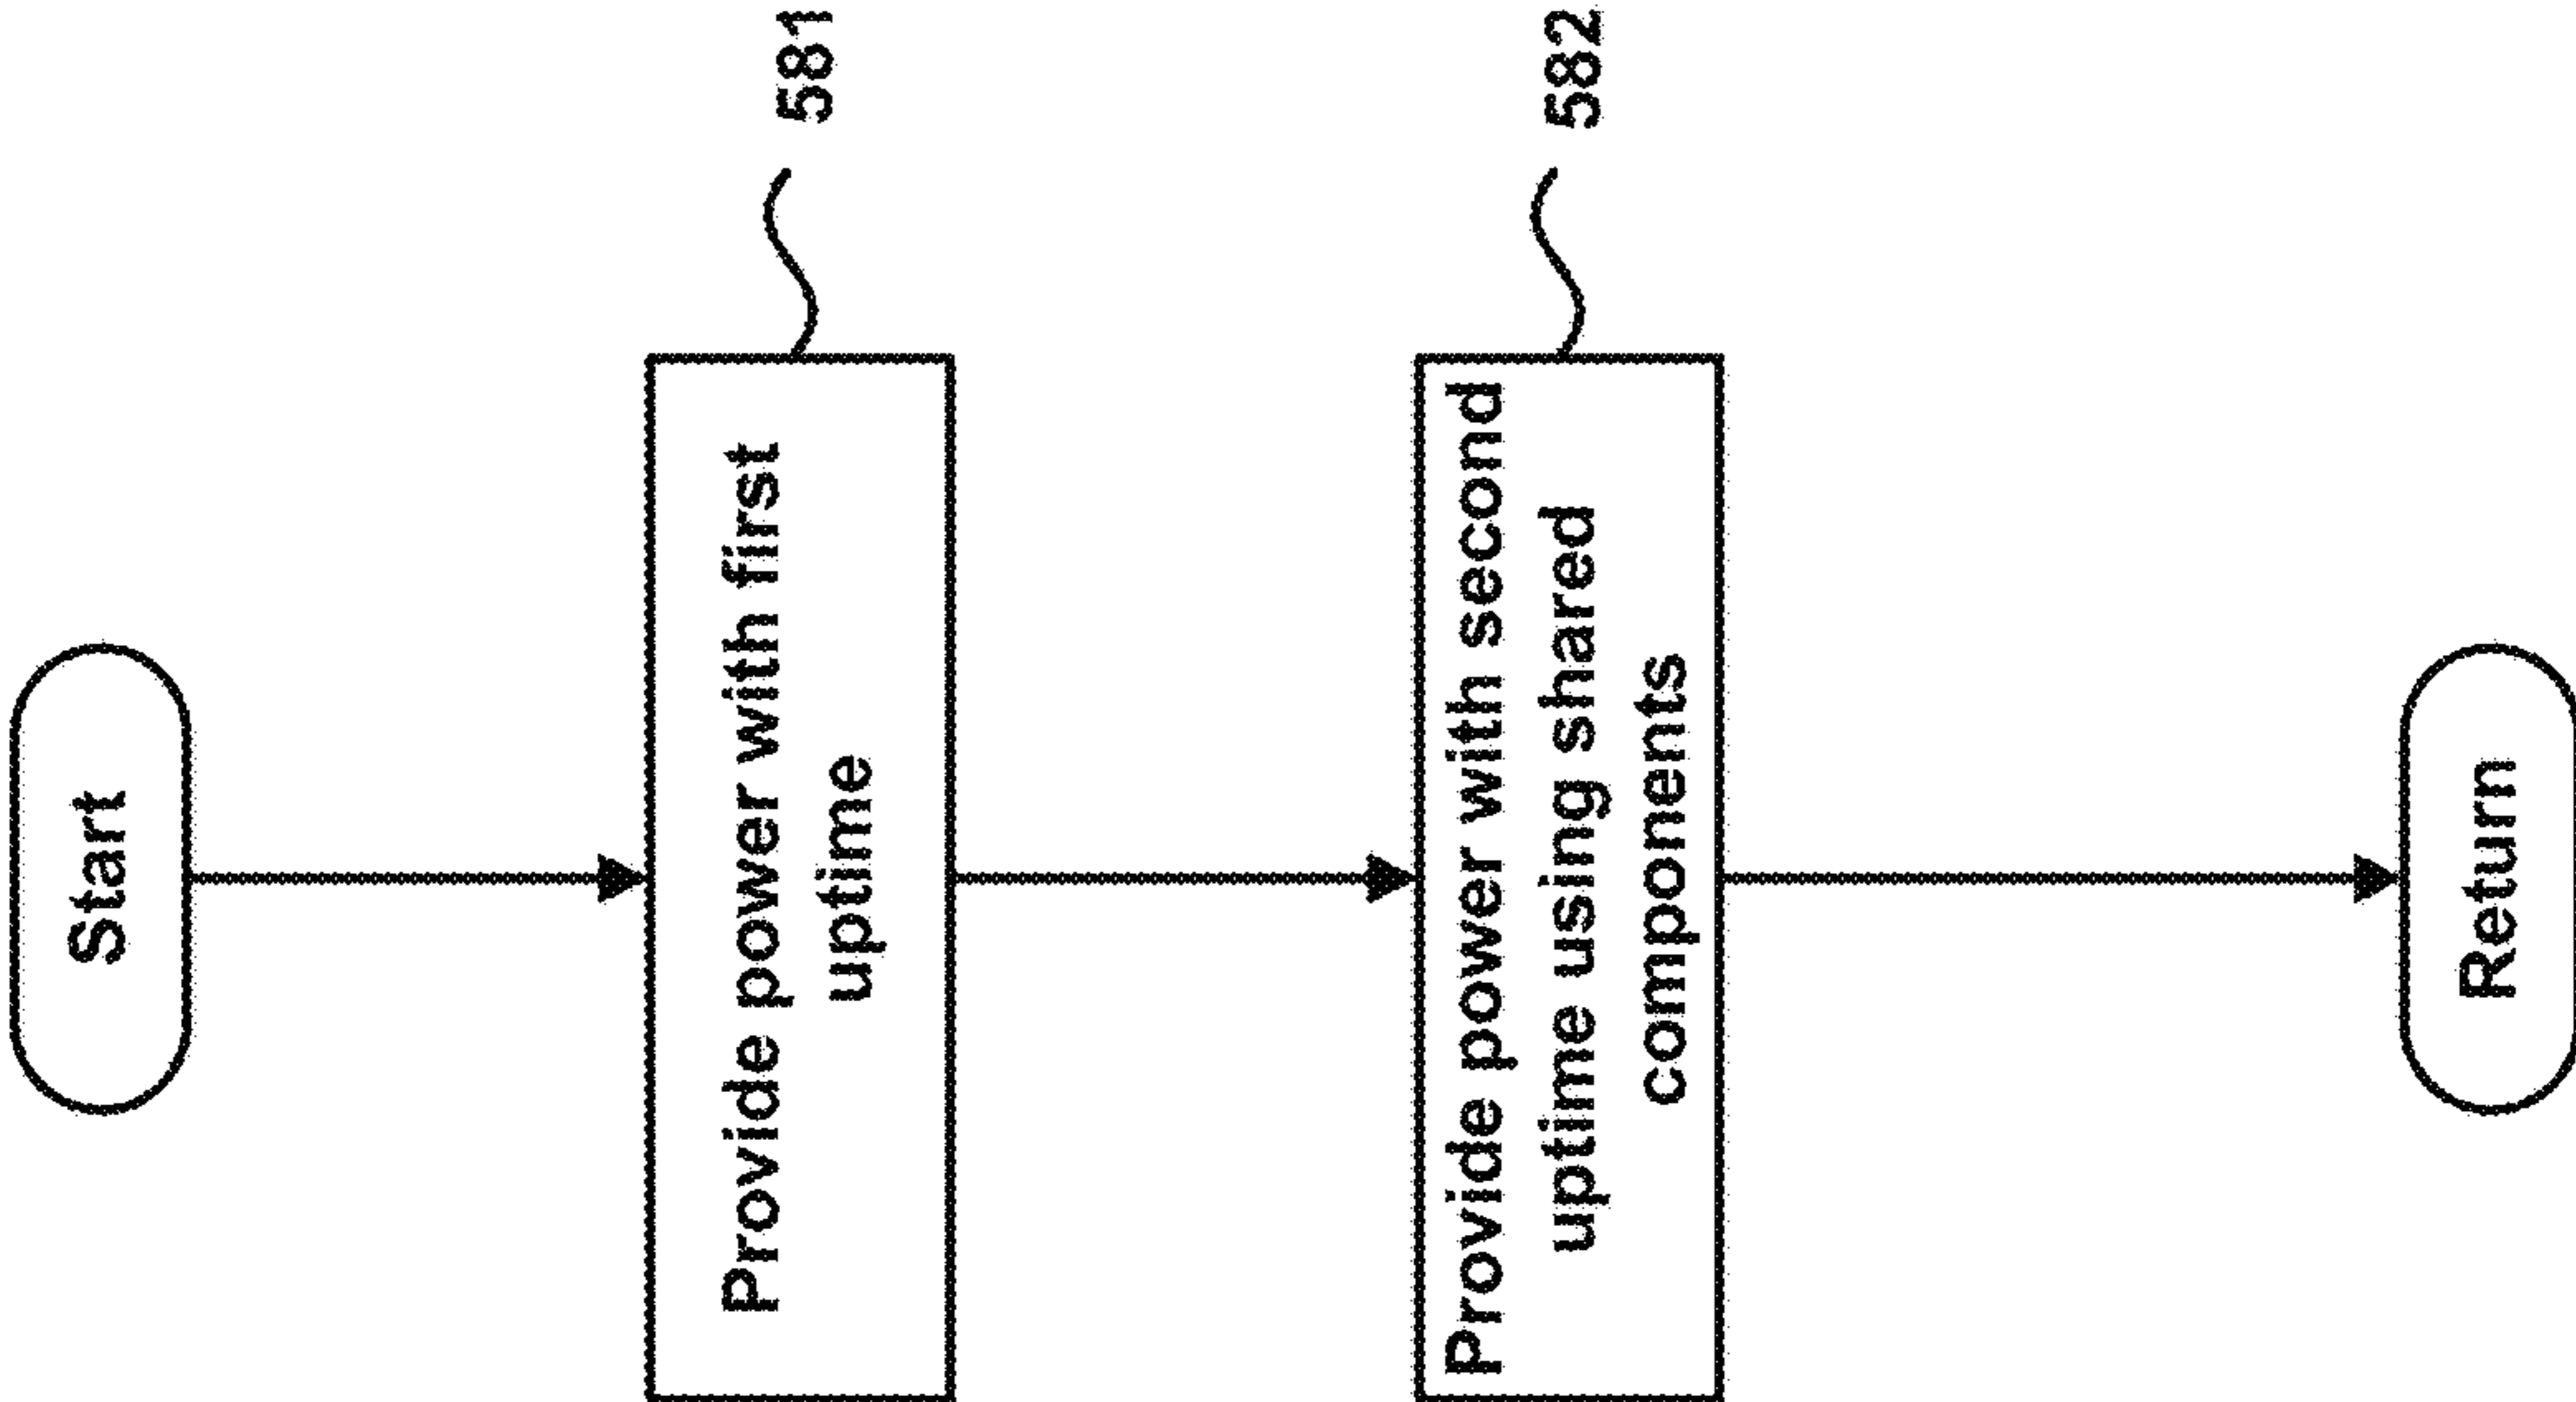 Start
Provide power with first
uptime
581
Provide power with second
uptime using shared
components
582
Return